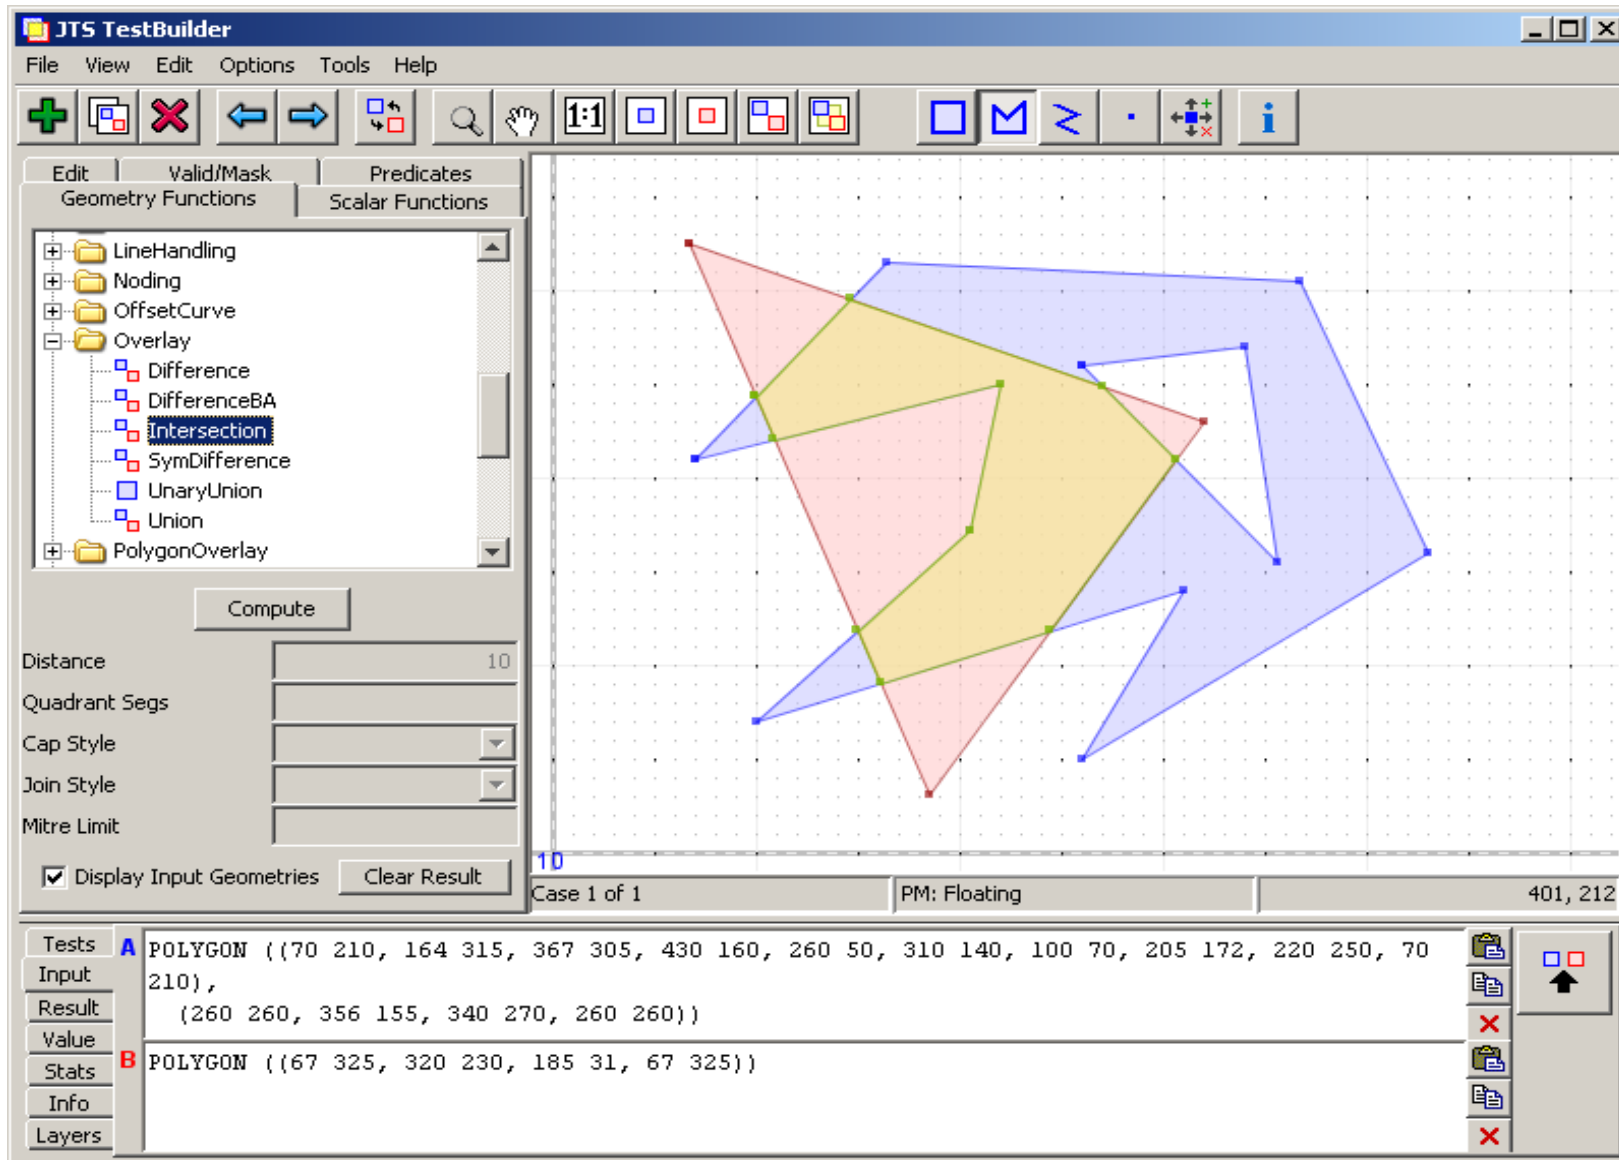 JTS TestBuilder
File View Edit Options Tools Help
1:1
Edit Valid/Mask Predicates
Geometry Functions Scalar Functions
LineHandling
Noding
OffsetCurve
Overlay
Difference
DifferenceBA
Intersection
SymDifference
UnaryUnion
Union
PolygonOverlay
Compute
Distance 10
Quadrant Segs
Cap Style
Join Style
Mitre Limit
Display Input Geometries Clear Result
10
Case 1 of 1 PM: Floating 401, 212
Tests
Input
Result
Value
Stats
Info
Layers
A POLYGON ((70 210, 164 315, 367 305, 430 160, 260 50, 310 140, 100 70, 205 172, 220 250, 70
210),
(260 260, 356 155, 340 270, 260 260))
B POLYGON ((67 325, 320 230, 185 31, 67 325))